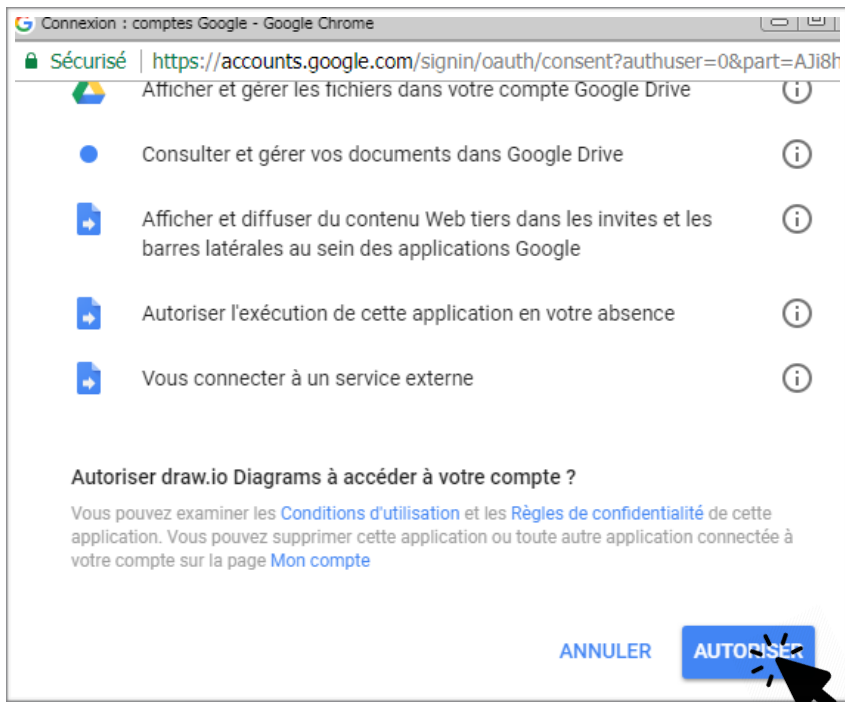 Connexion : comptes Google - Google Chrome
Sécurisé | https://accounts.google.com/signin/oauth/consent?authuser=0&part=AJi8h
Afficher et gérer les fichiers dans votre compte Google Drive
Consulter et gérer vos documents dans Google Drive
Afficher et diffuser du contenu Web tiers dans les invites et les
barres latérales au sein des applications Google
Autoriser l'exécution de cette application en votre absence
Vous connecter à un service externe
Autoriser draw.io Diagrams à accéder à votre compte ?
Vous pouvez examiner les Conditions d'utilisation et les Règles de confidentialité de cette
application. Vous pouvez supprimer cette application ou toute autre application connectée à
votre compte sur la page Mon compte
ANNULER AUTORISER